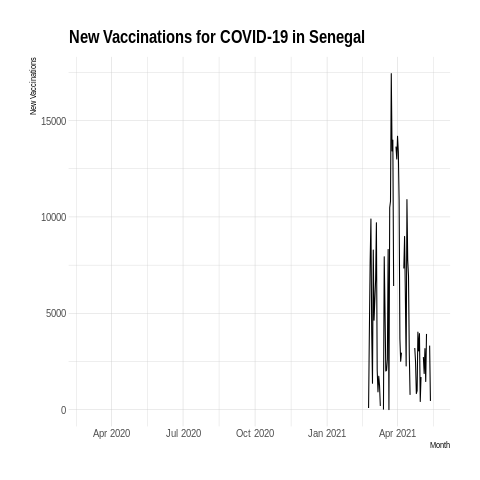 New Vaccinations for COVID-19 in Senegal
New Vaccinations
15000
10000
5000
0
Apr 2020 Jul 2020 Oct 2020 Jan 2021 Apr 2021
Month